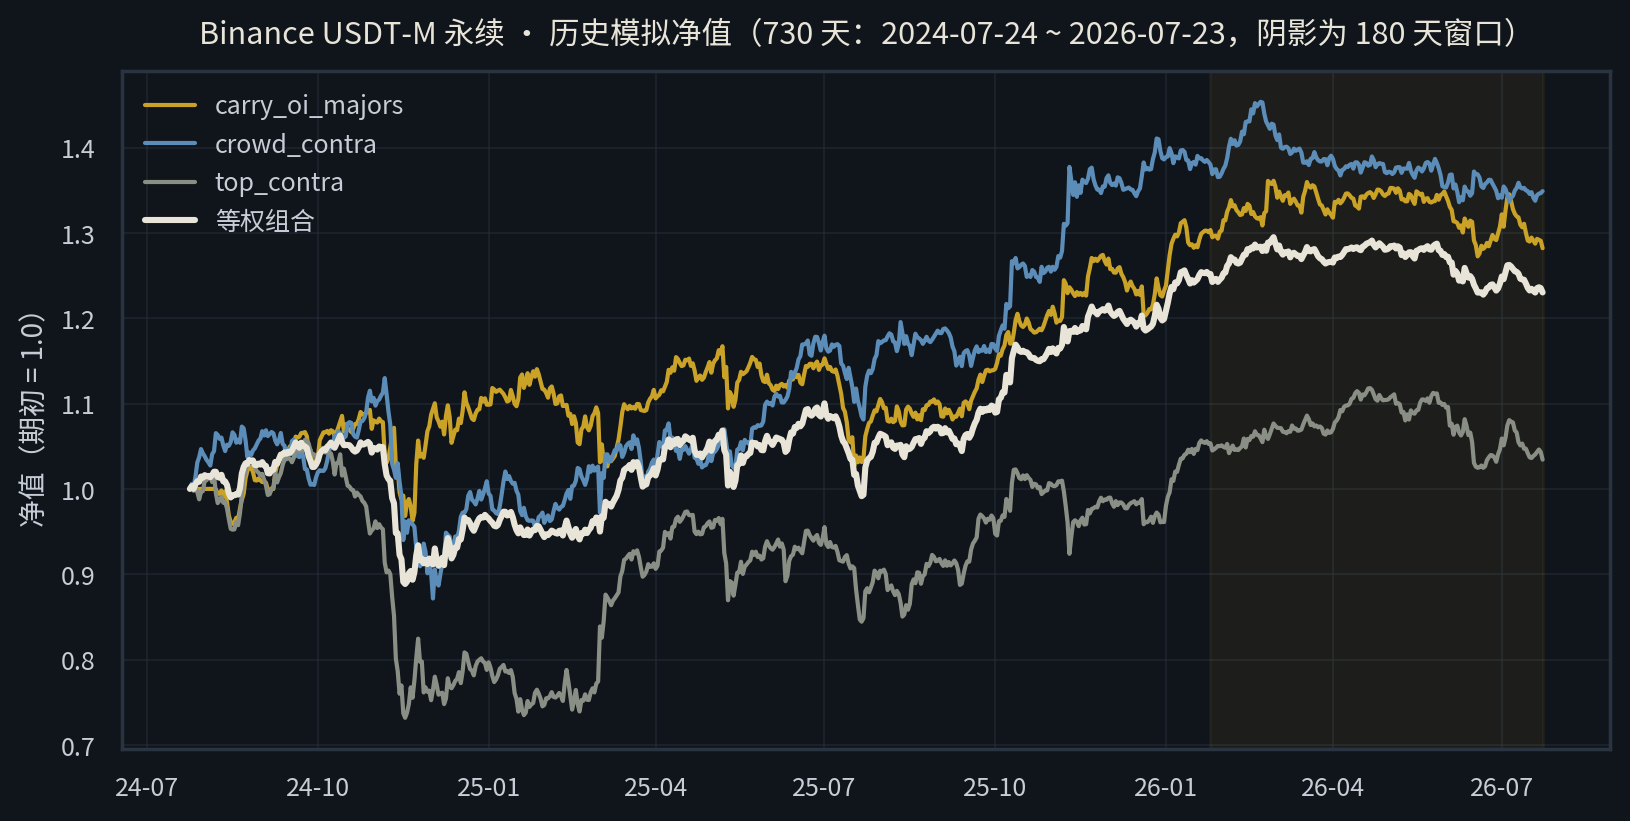 Binance USDT-M 永续 · 历史模拟净值（730 天：2024-07-24 ~ 2026-07-23，阴影为 180 天窗口）
carry_oi_majors
crowd_contra
top_contra
等权组合
净值（期初 = 1.0）
1.4
1.3
1.2
1.1
1.0
0.9
0.8
0.7
24-07 24-10 25-01 25-04 25-07 25-10 26-01 26-04 26-07